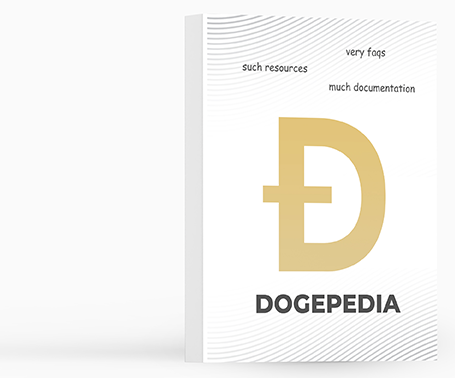 very faqs
such resources
much documentation
Ð
DOGEPEDIA